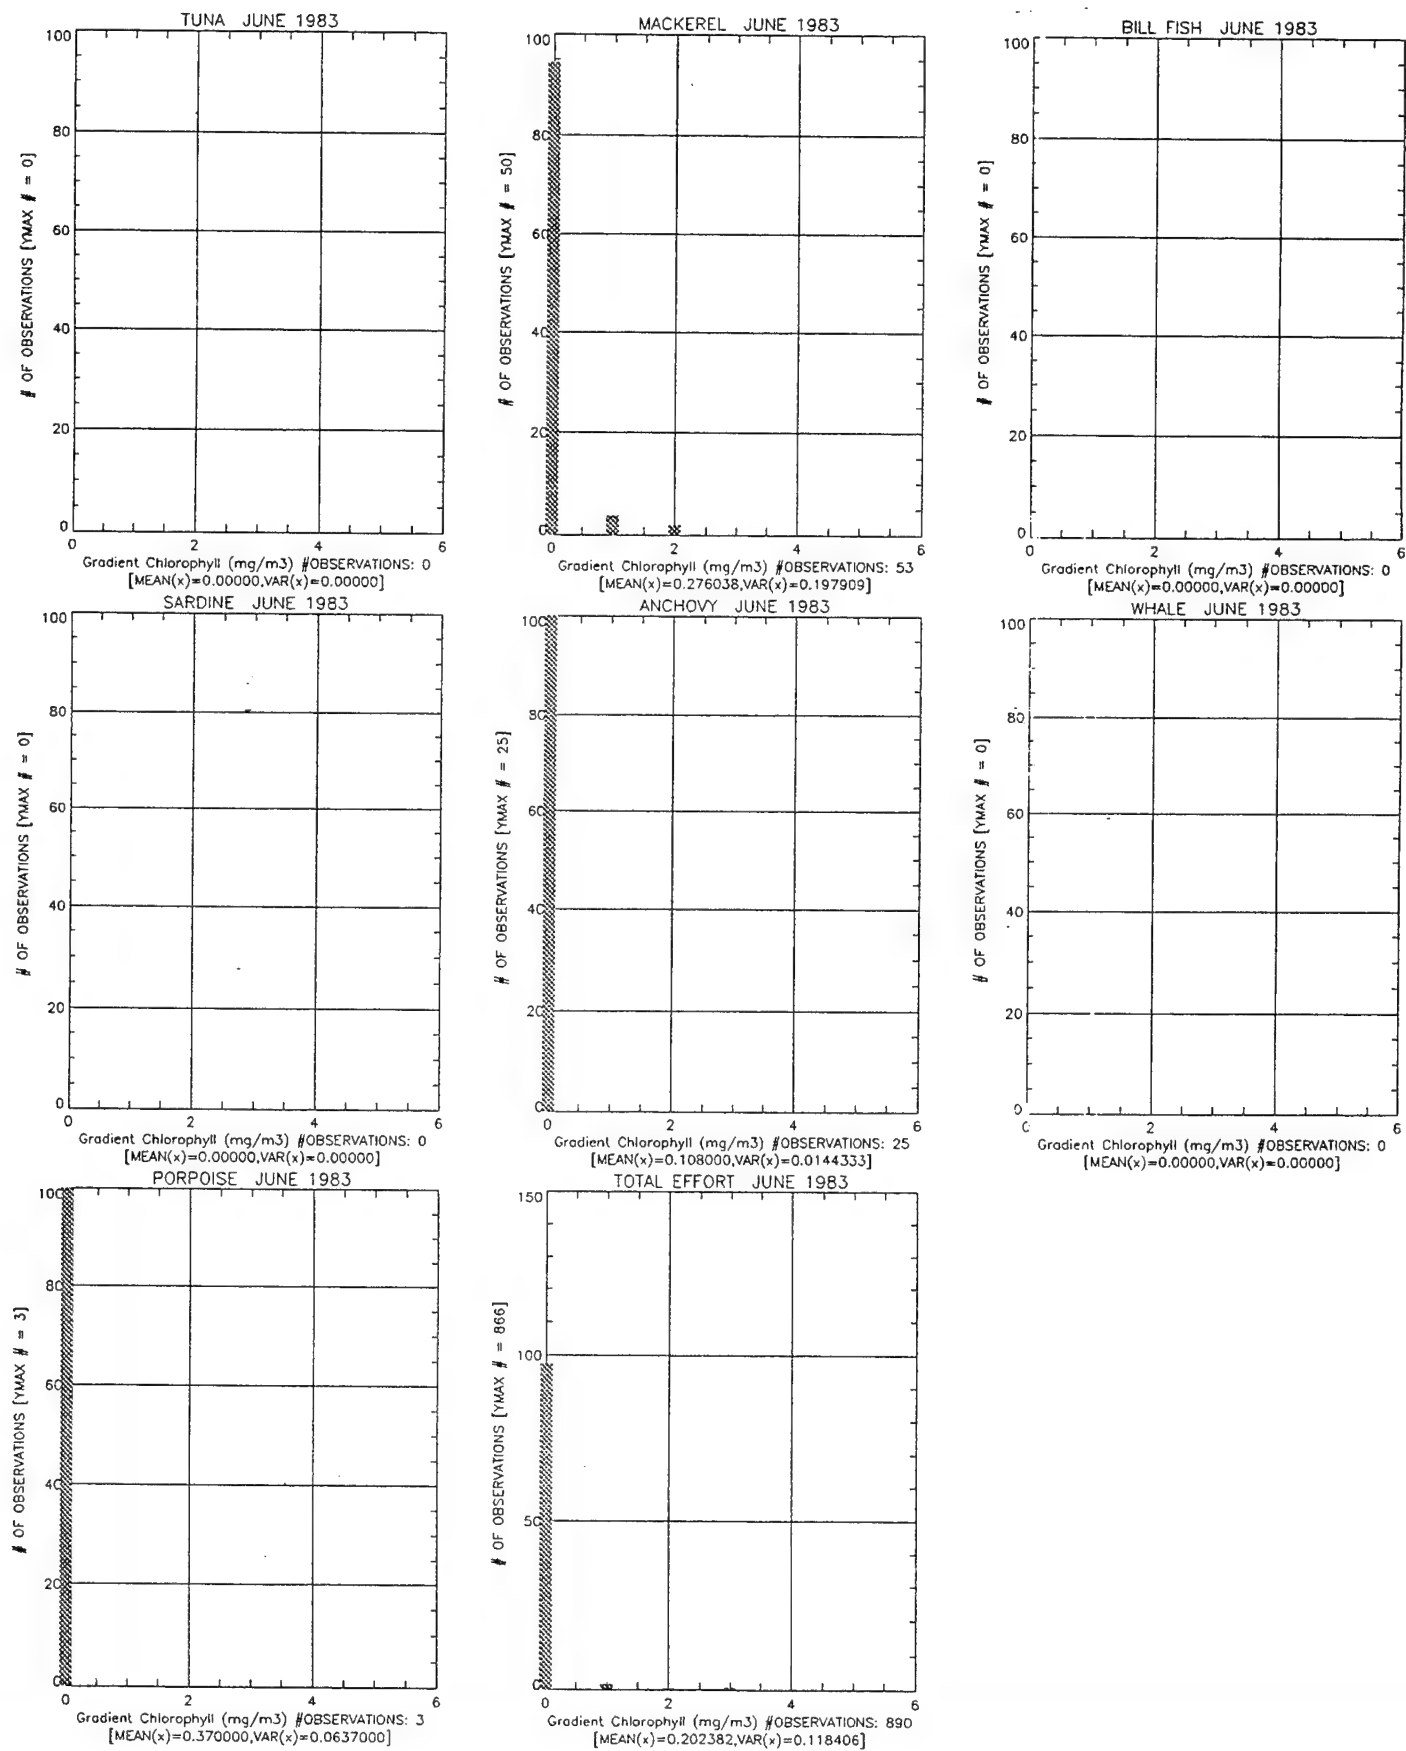 TUNA JUNE 1983
100
80
60
40
20
0
# OF OBSERVATIONS [YMAX # = 0]
0 2 4 6
Gradient Chlorophyll (mg/m3) #OBSERVATIONS: 0
[MEAN(x)=0.00000,VAR(x)=0.00000]
MACKEREL JUNE 1983
100
80
60
40
20
0
# OF OBSERVATIONS [YMAX # = 50]
0 2 4 6
Gradient Chlorophyll (mg/m3) #OBSERVATIONS: 53
[MEAN(x)=0.276038,VAR(x)=0.197909]
BILL FISH JUNE 1983
100
80
60
40
20
0
# OF OBSERVATIONS [YMAX # = 0]
0 2 4 6
Gradient Chlorophyll (mg/m3) #OBSERVATIONS: 0
[MEAN(x)=0.00000,VAR(x)=0.00000]
SARDINE JUNE 1983
100
80
60
40
20
0
# OF OBSERVATIONS [YMAX # = 0]
0 2 4 6
Gradient Chlorophyll (mg/m3) #OBSERVATIONS: 0
[MEAN(x)=0.00000,VAR(x)=0.00000]
ANCHOVY JUNE 1983
100
80
60
40
20
0
# OF OBSERVATIONS [YMAX # = 25]
0 2 4 6
Gradient Chlorophyll (mg/m3) #OBSERVATIONS: 25
[MEAN(x)=0.108000,VAR(x)=0.0144333]
WHALE JUNE 1983
100
80
60
40
20
0
# OF OBSERVATIONS [YMAX # = 0]
0 2 4 6
Gradient Chlorophyll (mg/m3) #OBSERVATIONS: 0
[MEAN(x)=0.00000,VAR(x)=0.00000]
PORPOISE JUNE 1983
100
80
60
40
20
0
# OF OBSERVATIONS [YMAX # = 3]
0 2 4 6
Gradient Chlorophyll (mg/m3) #OBSERVATIONS: 3
[MEAN(x)=0.370000,VAR(x)=0.0637000]
TOTAL EFFORT JUNE 1983
150
100
50
0
# OF OBSERVATIONS [YMAX # = 866]
0 2 4 6
Gradient Chlorophyll (mg/m3) #OBSERVATIONS: 890
[MEAN(x)=0.202382,VAR(x)=0.118406]